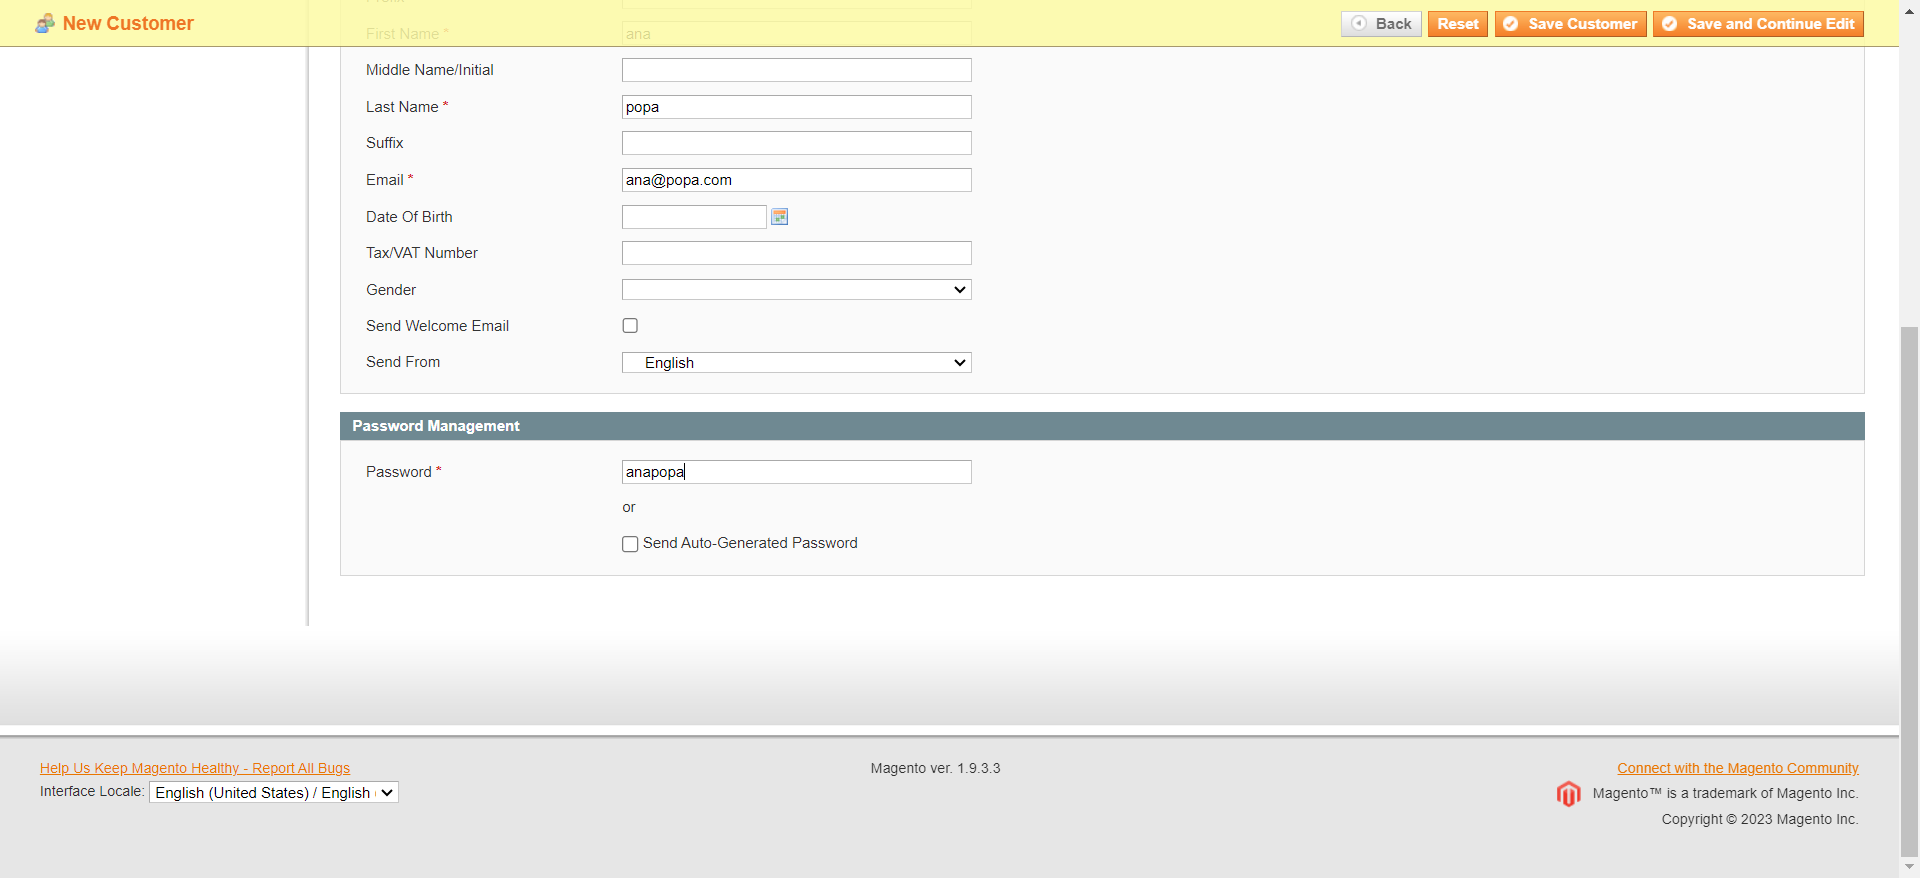 New Customer
Back
Reset
Save Customer
Save and Continue Edit
First Name *
ana
Middle Name/Initial
Last Name *
popa
Suffix
Email *
ana@popa.com
Date Of Birth
Tax/VAT Number
Gender
Send Welcome Email
Send From
English
Password Management
Password *
anapopa
or
Send Auto-Generated Password
Help Us Keep Magento Healthy - Report All Bugs
Interface Locale: English (United States) / English
Magento ver. 1.9.3.3
Connect with the Magento Community
Magento™ is a trademark of Magento Inc.
Copyright © 2023 Magento Inc.